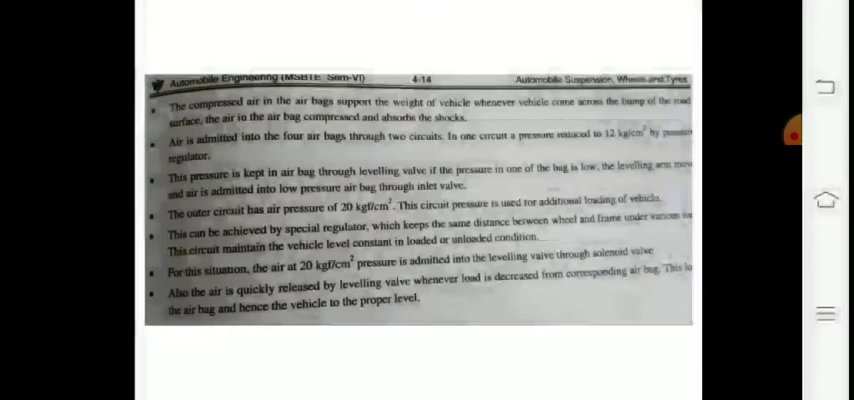 Automobile Engineering (MSBTE Sem-VI) 4-14 Automobile Suspension, Wheels and Tyres
• The compressed air in the air bags support the weight of vehicle whenever vehicle come across the bump of the road
surface, the air in the air bag compressed and absorbs the shocks.
• Air is admitted into the four air bags through two circuits. In one circuit a pressure reduced to 12 kg/cm² by pressure
regulator.
• This pressure is kept in air bag through levelling valve if the pressure in one of the bag is low, the levelling arm move
and air is admitted into low pressure air bag through inlet valve.
• The outer circuit has air pressure of 20 kgf/cm². This circuit pressure is used for additional loading of vehicle.
• This can be achieved by special regulator, which keeps the same distance between wheel and frame under various
This circuit maintain the vehicle level constant in loaded or unloaded condition.
• For this situation, the air at 20 kgf/cm² pressure is admitted into the levelling valve through solenoid valve
• Also the air is quickly released by levelling valve whenever load is decreased from corresponding air bag. This lo
the air bag and hence the vehicle to the proper level.